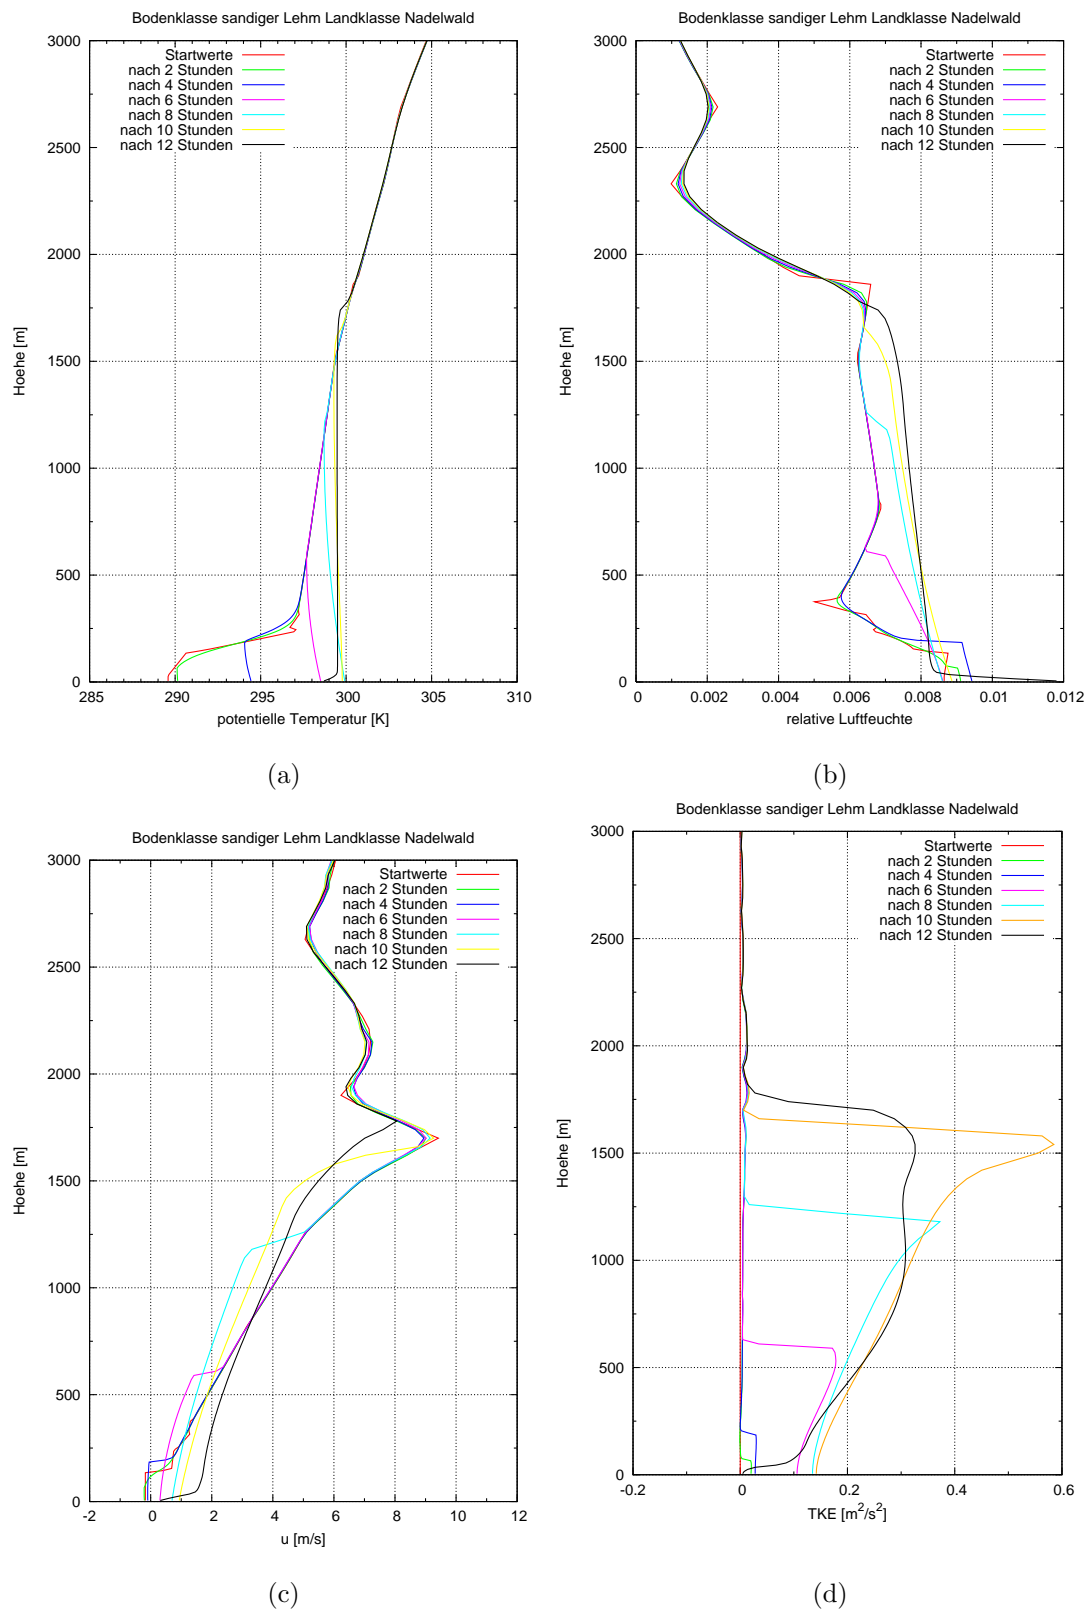 Bodenklasse sandiger Lehm Landklasse Nadelwald
3000
2500
2000
1500
1000
500
0
Hoehe [m]
Startwerte
nach 2 Stunden
nach 4 Stunden
nach 6 Stunden
nach 8 Stunden
nach 10 Stunden
nach 12 Stunden
285 290 295 300 305 310
potentielle Temperatur [K]
(a)
Bodenklasse sandiger Lehm Landklasse Nadelwald
3000
2500
2000
1500
1000
500
0
Hoehe [m]
Startwerte
nach 2 Stunden
nach 4 Stunden
nach 6 Stunden
nach 8 Stunden
nach 10 Stunden
nach 12 Stunden
0 0.002 0.004 0.006 0.008 0.01 0.012
relative Luftfeuchte
(b)
Bodenklasse sandiger Lehm Landklasse Nadelwald
3000
2500
2000
1500
1000
500
0
Hoehe [m]
Startwerte
nach 2 Stunden
nach 4 Stunden
nach 6 Stunden
nach 8 Stunden
nach 10 Stunden
nach 12 Stunden
-2 0 2 4 6 8 10 12
u [m/s]
(c)
Bodenklasse sandiger Lehm Landklasse Nadelwald
3000
2500
2000
1500
1000
500
0
Hoehe [m]
Startwerte
nach 2 Stunden
nach 4 Stunden
nach 6 Stunden
nach 8 Stunden
nach 10 Stunden
nach 12 Stunden
-0.2 0 0.2 0.4 0.6
TKE [m²/s²]
(d)